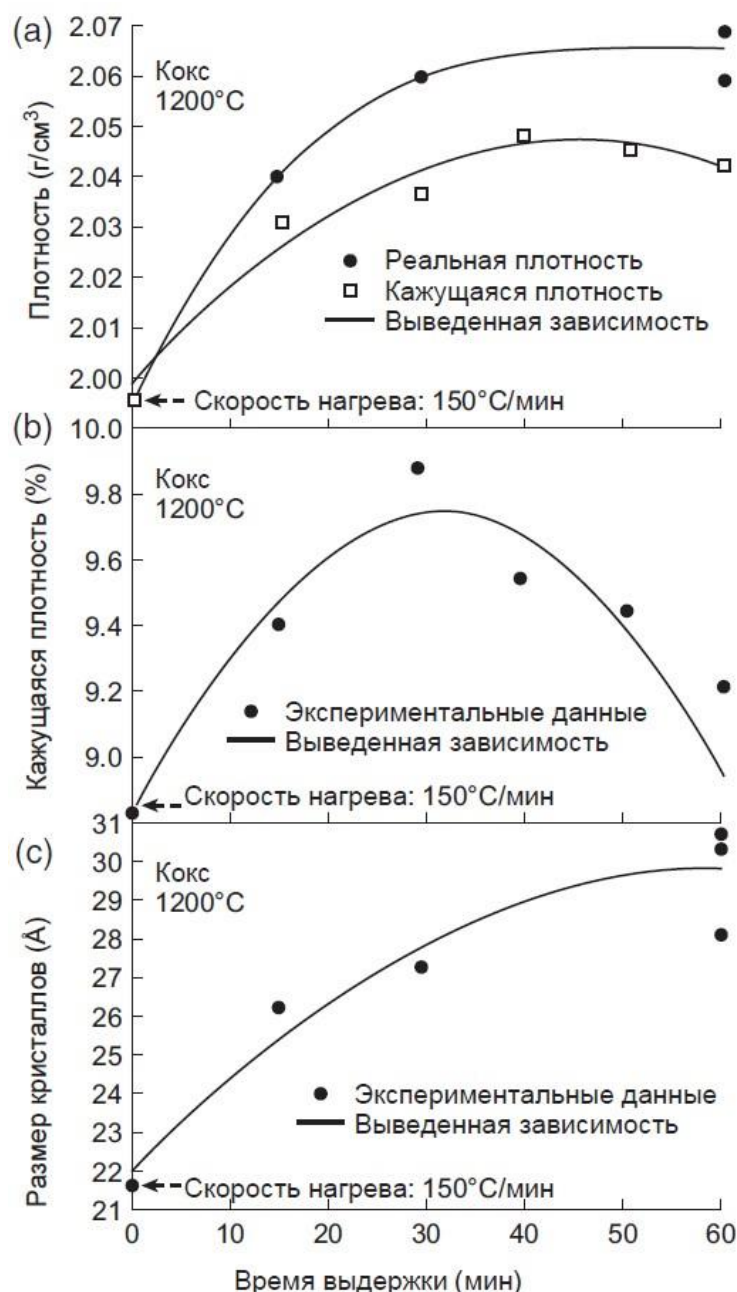 (a)
Плотность (г/см³)
2.07
2.06
2.05
2.04
2.03
2.02
2.01
2.00
Кокс
1200°C
Реальная плотность
Кажущаяся плотность
Выведенная зависимость
Скорость нагрева: 150°C/мин
(b)
Кажущаяся плотность (%)
10.0
9.8
9.6
9.4
9.2
9.0
Кокс
1200°C
Экспериментальные данные
Выведенная зависимость
Скорость нагрева: 150°C/мин
(c)
Размер кристаллов (Å)
31
30
29
28
27
26
25
24
23
22
21
Кокс
1200°C
Экспериментальные данные
Выведенная зависимость
Скорость нагрева: 150°C/мин
0 10 20 30 40 50 60
Время выдержки (мин)